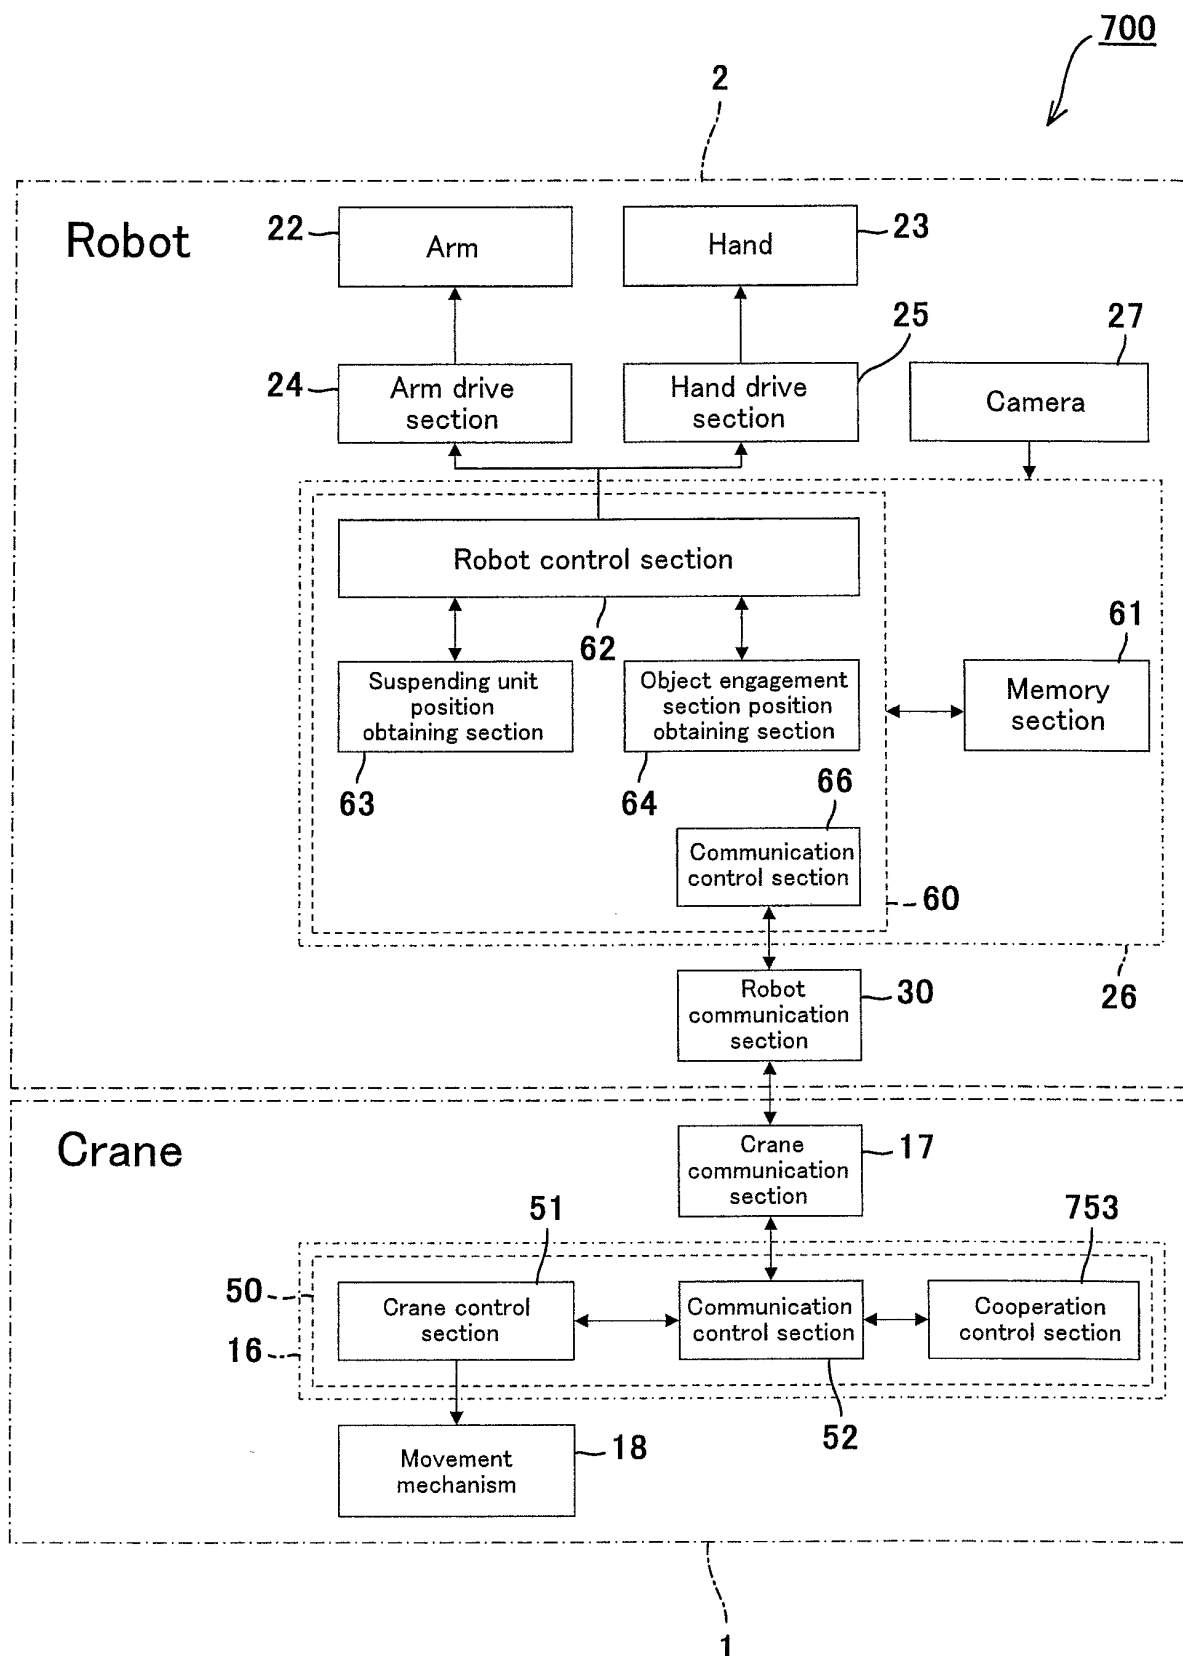 700
2
Robot
22
Arm
Hand
23
24
Arm drive
section
Hand drive
section
25
27
Camera
Robot control section
62
61
Suspending unit
position
obtaining section
Object engagement
section position
obtaining section
Memory
section
63
64
66
Communication
control section
60
26
Robot
communication
section
30
Crane
Crane
communication
section
17
51
753
50
16
Crane control
section
Communication
control section
Cooperation
control section
52
Movement
mechanism
18
1